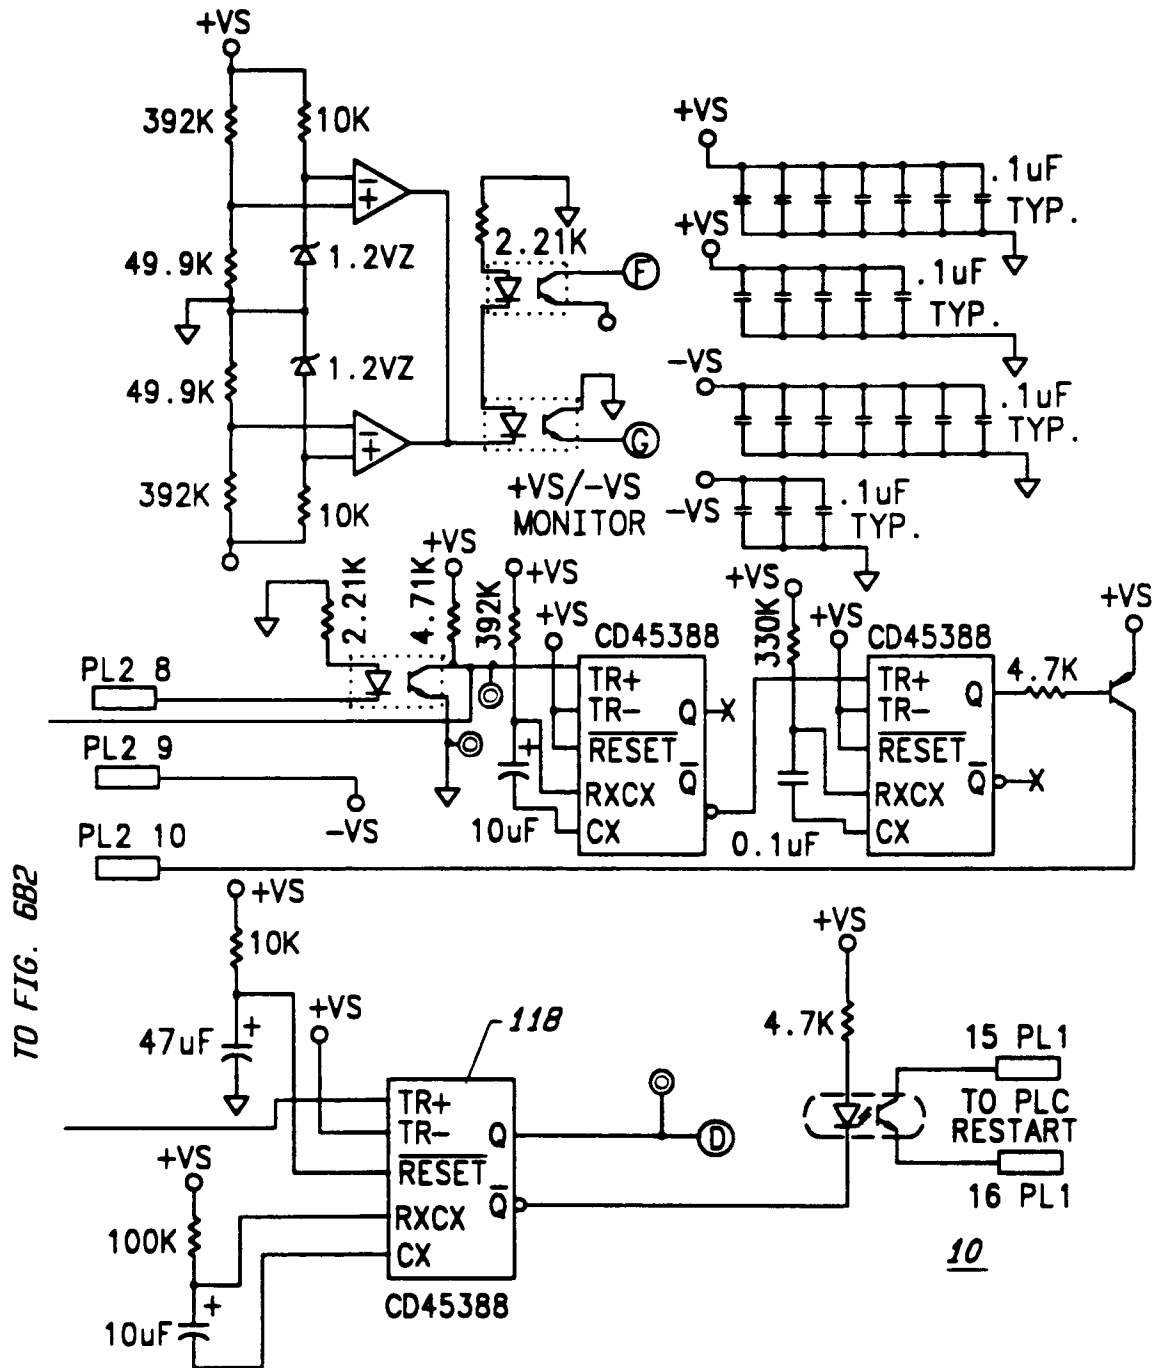 +VS
392K
10K
49.9K
1.2VZ
49.9K
1.2VZ
392K
10K
-
+
-
+
2.21K
F
G
+VS/-VS
MONITOR
+VS
.1uF
TYP.
+VS
.1uF
TYP.
-VS
.1uF
TYP.
-VS
.1uF
TYP.
2.21K
4.71K
+VS
392K
+VS
+VS
CD45388
TR+
TR-
RESET
RXCX
CX
Q
X
Q
+
10uF
330K
+VS
+VS
CD45388
TR+
TR-
RESET
RXCX
CX
Q
Q
X
0.1uF
4.7K
+VS
PL2 8
PL2 9
-VS
PL2 10
TO FIG. 6B2
+VS
10K
47uF
+
+VS
118
TR+
TR-
RESET
RXCX
CX
Q
Q
CD45388
+VS
100K
10uF
+
D
+VS
4.7K
15 PL1
TO PLC
RESTART
16 PL1
10